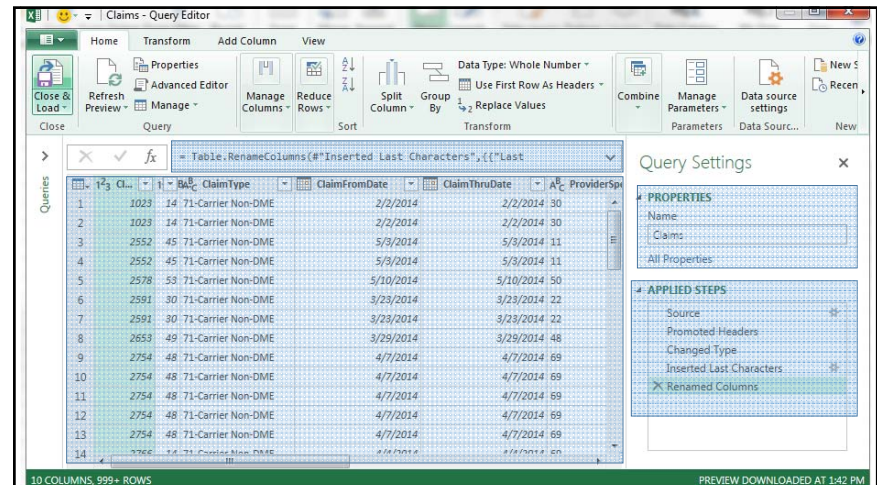 Claims - Query Editor
Home Transform Add Column View
Close & Load
Refresh Preview
Properties
Advanced Editor
Manage
Manage Columns
Reduce Rows
Split Column
Group By
Data Type: Whole Number
Use First Row As Headers
Replace Values
Combine
Manage Parameters
Data source settings
New S
Recen
Close Query Sort Transform Parameters Data Sourc... New
Queries
fx = Table.RenameColumns(#"Inserted Last Characters",{{"Last
1²3 Cl... 1 ABC ClaimType ClaimFromDate ClaimThruDate ABC ProviderSpe
1 1023 14 71-Carrier Non-DME 2/2/2014 2/2/2014 30
2 1023 14 71-Carrier Non-DME 2/2/2014 2/2/2014 30
3 2552 45 71-Carrier Non-DME 5/3/2014 5/3/2014 11
4 2552 45 71-Carrier Non-DME 5/3/2014 5/3/2014 11
5 2578 53 71-Carrier Non-DME 5/10/2014 5/10/2014 50
6 2591 30 71-Carrier Non-DME 3/23/2014 3/23/2014 22
7 2591 30 71-Carrier Non-DME 3/23/2014 3/23/2014 22
8 2653 49 71-Carrier Non-DME 3/29/2014 3/29/2014 48
9 2754 48 71-Carrier Non-DME 4/7/2014 4/7/2014 69
10 2754 48 71-Carrier Non-DME 4/7/2014 4/7/2014 69
11 2754 48 71-Carrier Non-DME 4/7/2014 4/7/2014 69
12 2754 48 71-Carrier Non-DME 4/7/2014 4/7/2014 69
13 2754 48 71-Carrier Non-DME 4/7/2014 4/7/2014 69
14
Query Settings
PROPERTIES
Name
Claims
All Properties
APPLIED STEPS
Source
Promoted Headers
Changed Type
Inserted Last Characters
Renamed Columns
10 COLUMNS, 999+ ROWS PREVIEW DOWNLOADED AT 1:42 PM